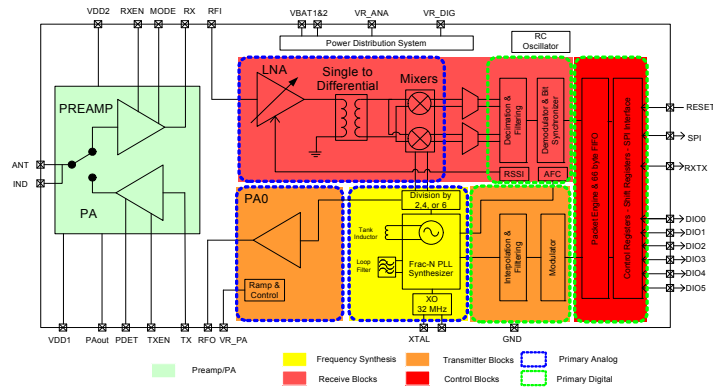 VDD2
RXEN
MODE
RX
RFI
VBAT1&2
VR_ANA
VR_DIG
Power Distribution System
RC
Oscillator
LNA
Single to
Differential
Mixers
Decimation &
Filtering
Demodulator & Bit
Synchronizer
RSSI
AFC
Packet Engine & 66 byte FIFO
Control Registers - Shift Registers - SPI Interface
RESET
SPI
RXTX
DIO0
DIO1
DIO2
DIO3
DIO4
DIO5
PREAMP
PA
ANT
IND
PA0
Ramp &
Control
Division by
2,4, or 6
Tank
Inductor
Loop
Filter
Frac-N PLL
Synthesizer
XO
32 MHz
Interpolation &
Filtering
Modulator
VDD1
PAout
PDET
TXEN
TX
RFO
VR_PA
XTAL
GND
Preamp/PA
Frequency Synthesis
Receive Blocks
Transmitter Blocks
Control Blocks
Primary Analog
Primary Digital